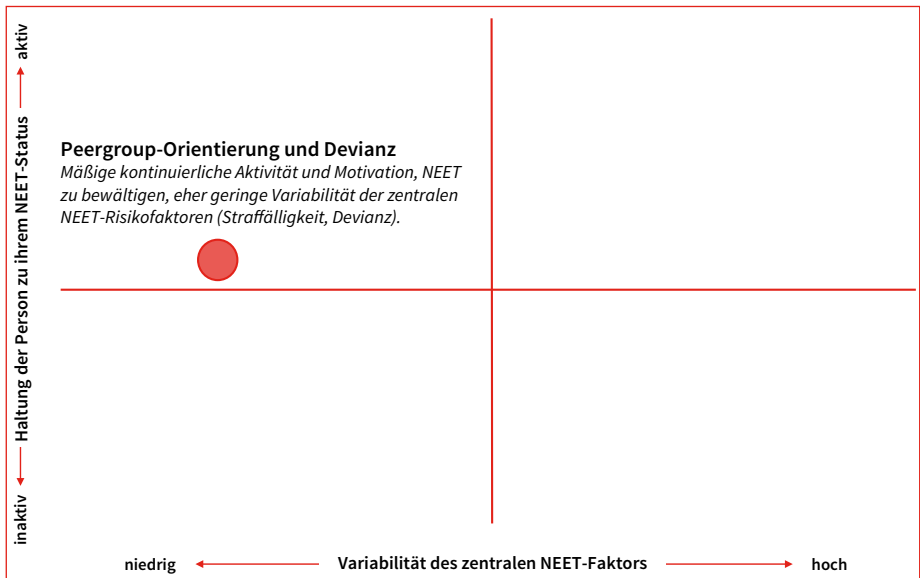 Peergroup-Orientierung und Devianz
Mäßige kontinuierliche Aktivität und Motivation, NEET
zu bewältigen, eher geringe Variabilität der zentralen
NEET-Risikofaktoren (Straffälligkeit, Devianz).
inaktiv
Haltung der Person zu ihrem NEET-Status
aktiv
niedrig
Variabilität des zentralen NEET-Faktors
hoch